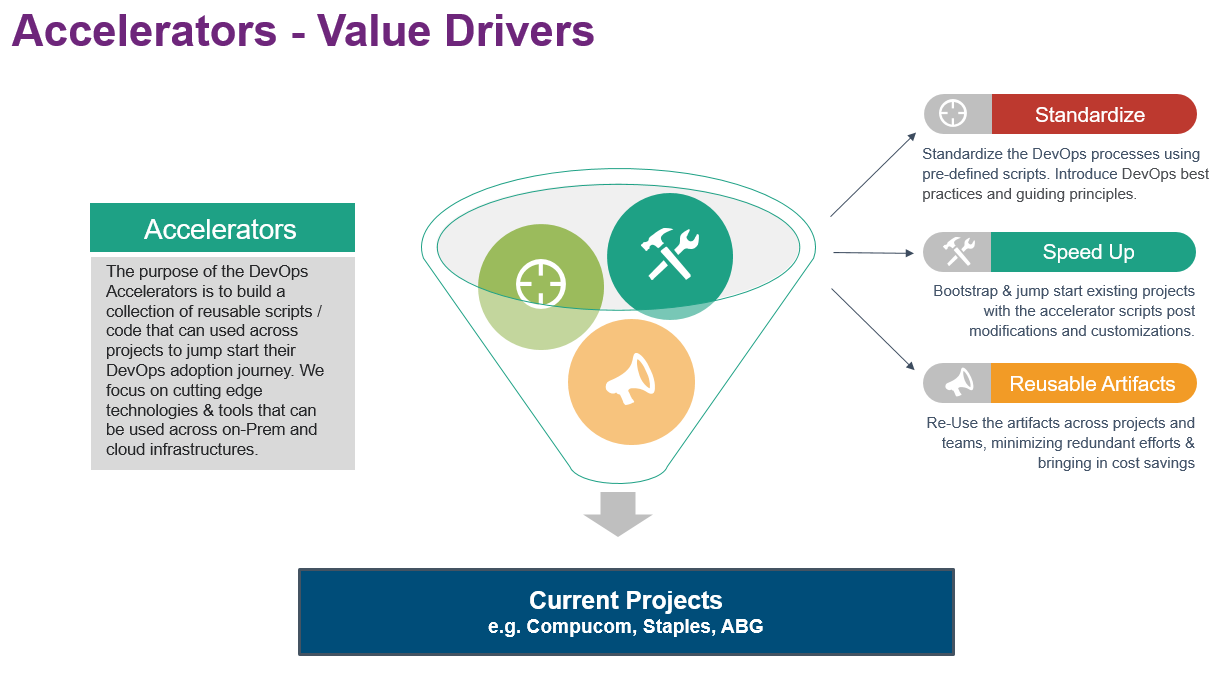 Accelerators - Value Drivers
Accelerators
The purpose of the DevOps
Accelerators is to build a
collection of reusable scripts /
code that can used across
projects to jump start their
DevOps adoption journey. We
focus on cutting edge
technologies & tools that can
be used across on-Prem and
cloud infrastructures.
Standardize
Standardize the DevOps processes using
pre-defined scripts. Introduce DevOps best
practices and guiding principles.
Speed Up
Bootstrap & jump start existing projects
with the accelerator scripts post
modifications and customizations.
Reusable Artifacts
Re-Use the artifacts across projects and
teams, minimizing redundant efforts &
bringing in cost savings
Current Projects
e.g. Compucom, Staples, ABG